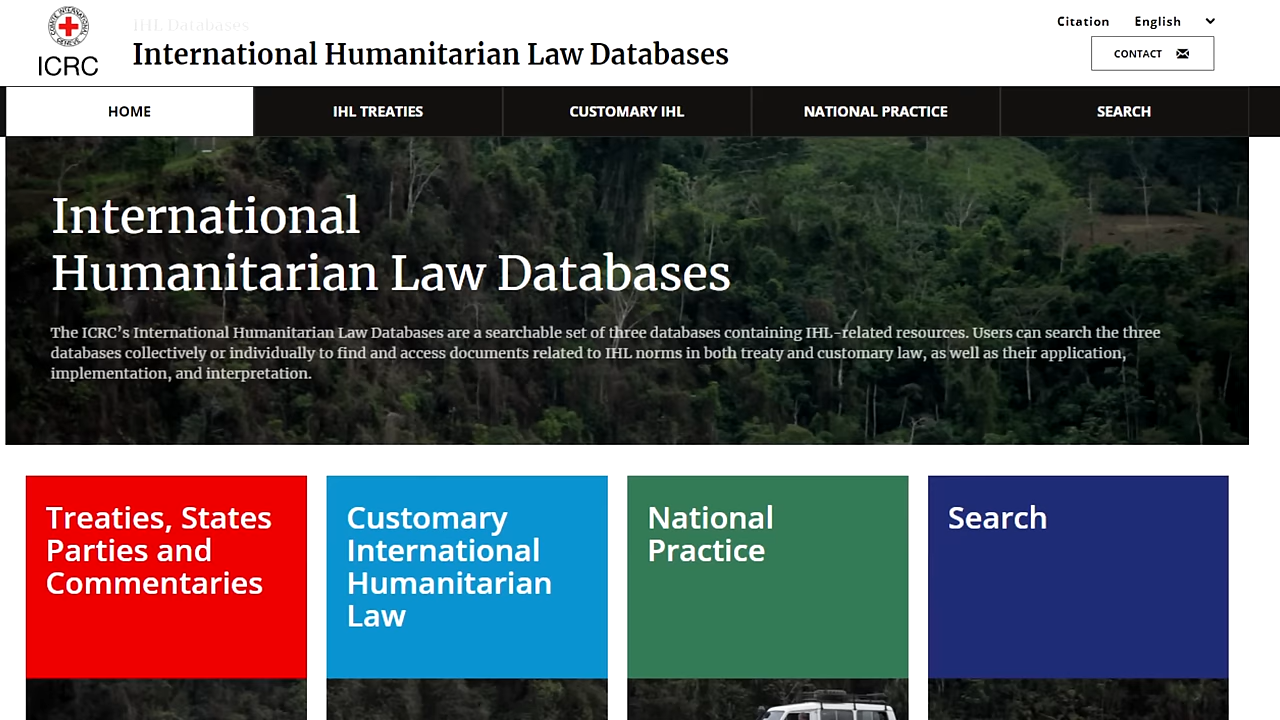 IHL Databases
International Humanitarian Law Databases
Citation
English
COMITE INTERNATIONAL
GENEVE
ICRC
CONTACT
HOME
IHL TREATIES
CUSTOMARY IHL
NATIONAL PRACTICE
SEARCH
International
Humanitarian Law Databases
The ICRC's International Humanitarian Law Databases are a searchable set of three databases containing IHL-related resources. Users can search the three
databases collectively or individually to find and access documents related to IHL norms in both treaty and customary law, as well as their application,
implementation, and interpretation.
Treaties, States
Parties and
Commentaries
Customary
International
Humanitarian
Law
National
Practice
Search